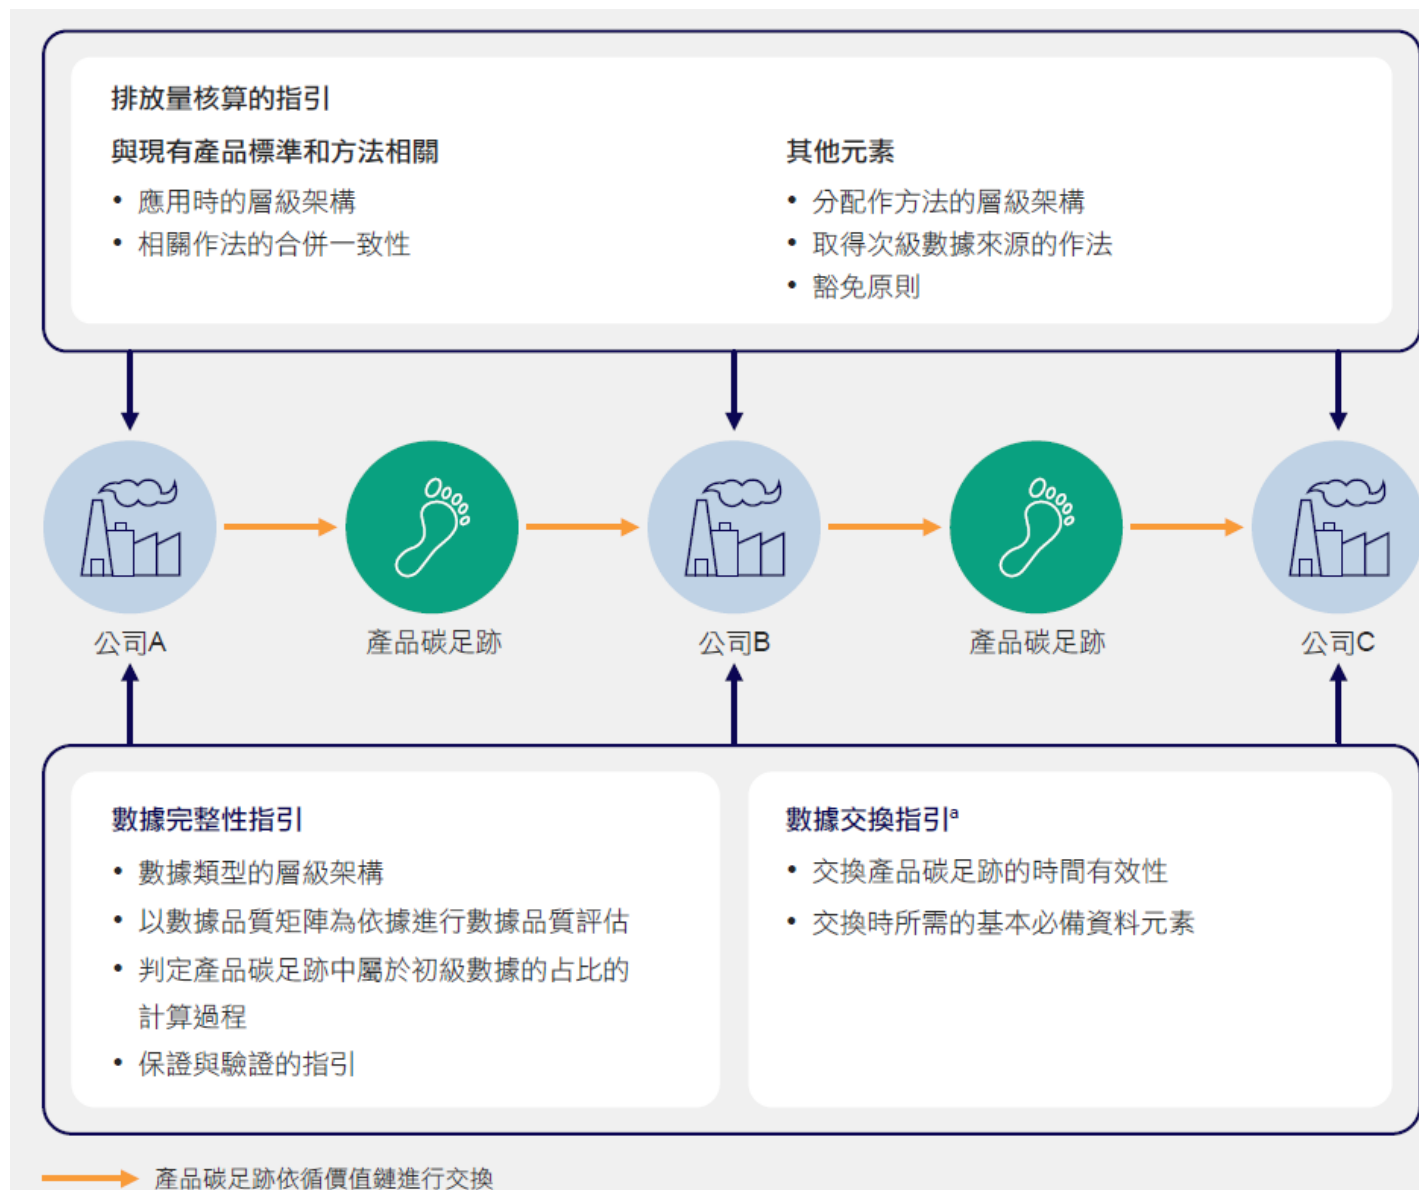 排放量核算的指引
與現有產品標準和方法相關
• 應用時的層級架構
• 相關作法的合併一致性
其他元素
• 分配作方法的層級架構
• 取得次級數據來源的作法
• 豁免原則
公司A
產品碳足跡
公司B
產品碳足跡
公司C
數據完整性指引
• 數據類型的層級架構
• 以數據品質矩陣為依據進行數據品質評估
• 判定產品碳足跡中屬於初級數據的占比的
計算過程
• 保證與驗證的指引
數據交換指引ª
• 交換產品碳足跡的時間有效性
• 交換時所需的基本必備資料元素
產品碳足跡依循價值鏈進行交換